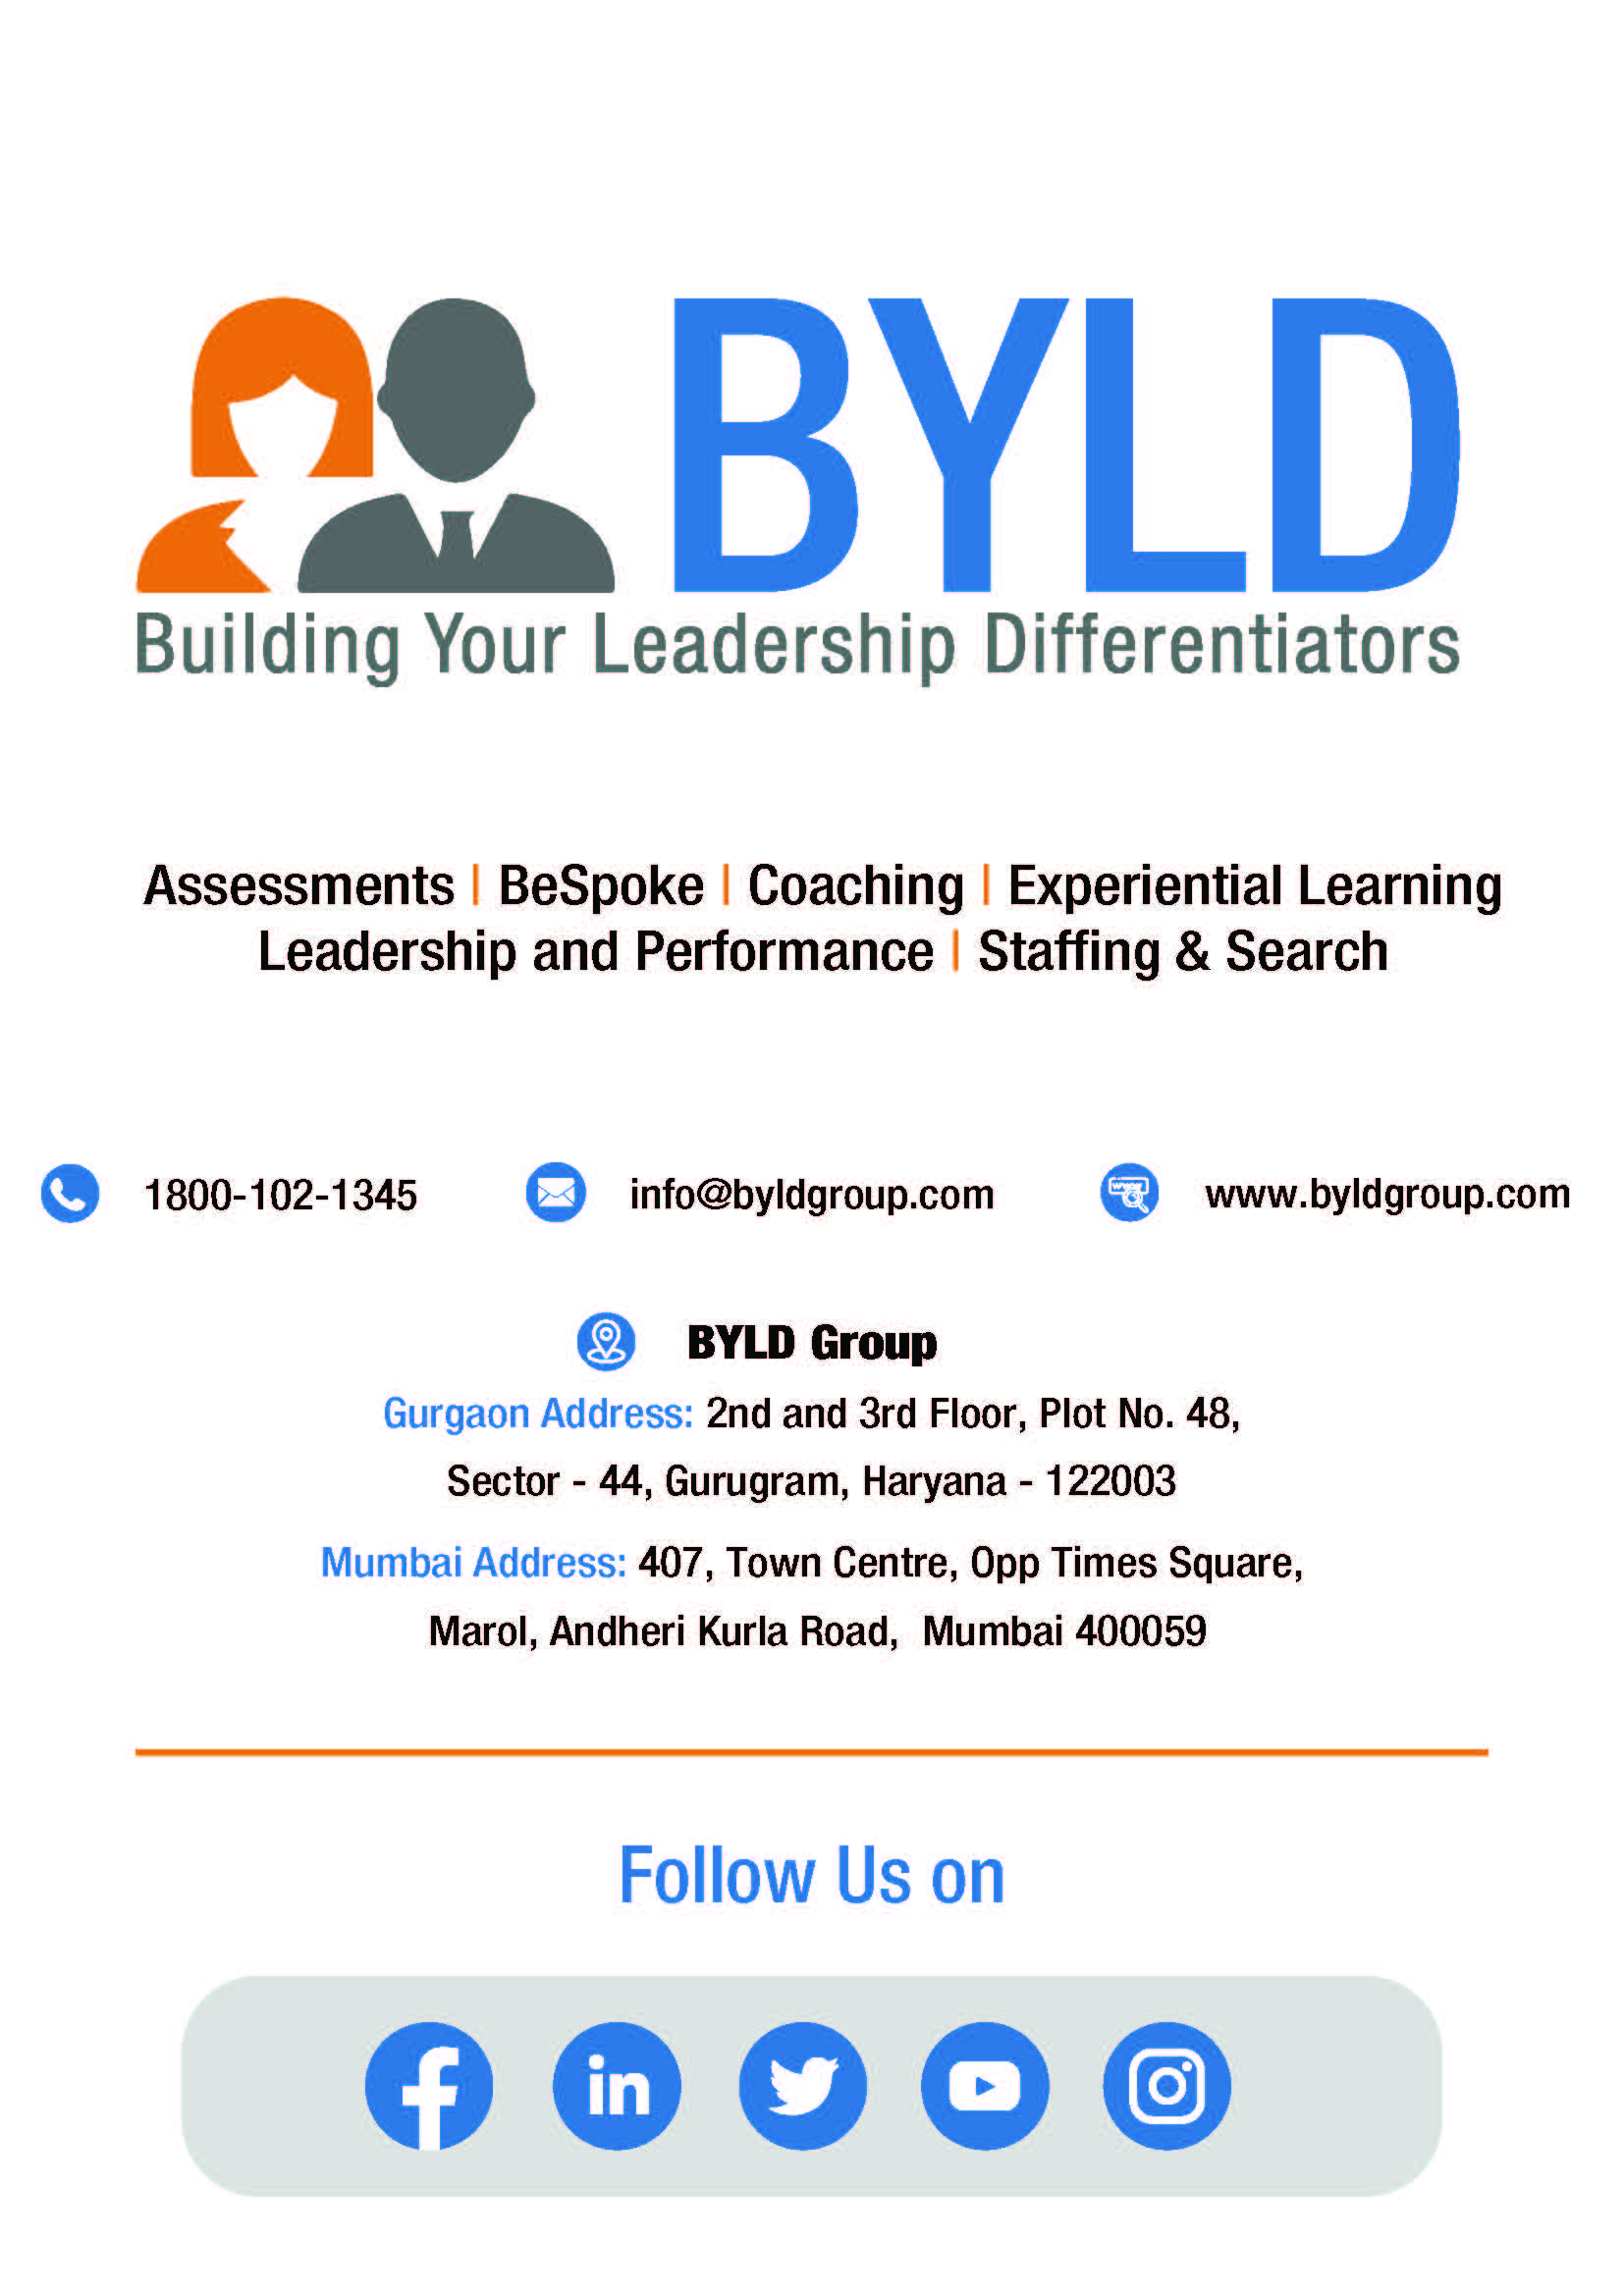 BYLD
Building Your Leadership Differentiators
Assessments | BeSpoke | Coaching | Experiential Learning
Leadership and Performance | Staffing & Search
1800-102-1345 info@byldgroup.com www.byldgroup.com
BYLD Group
Gurgaon Address: 2nd and 3rd Floor, Plot No. 48,
Sector - 44, Gurugram, Haryana - 122003
Mumbai Address: 407, Town Centre, Opp Times Square,
Marol, Andheri Kurla Road, Mumbai 400059
Follow Us on